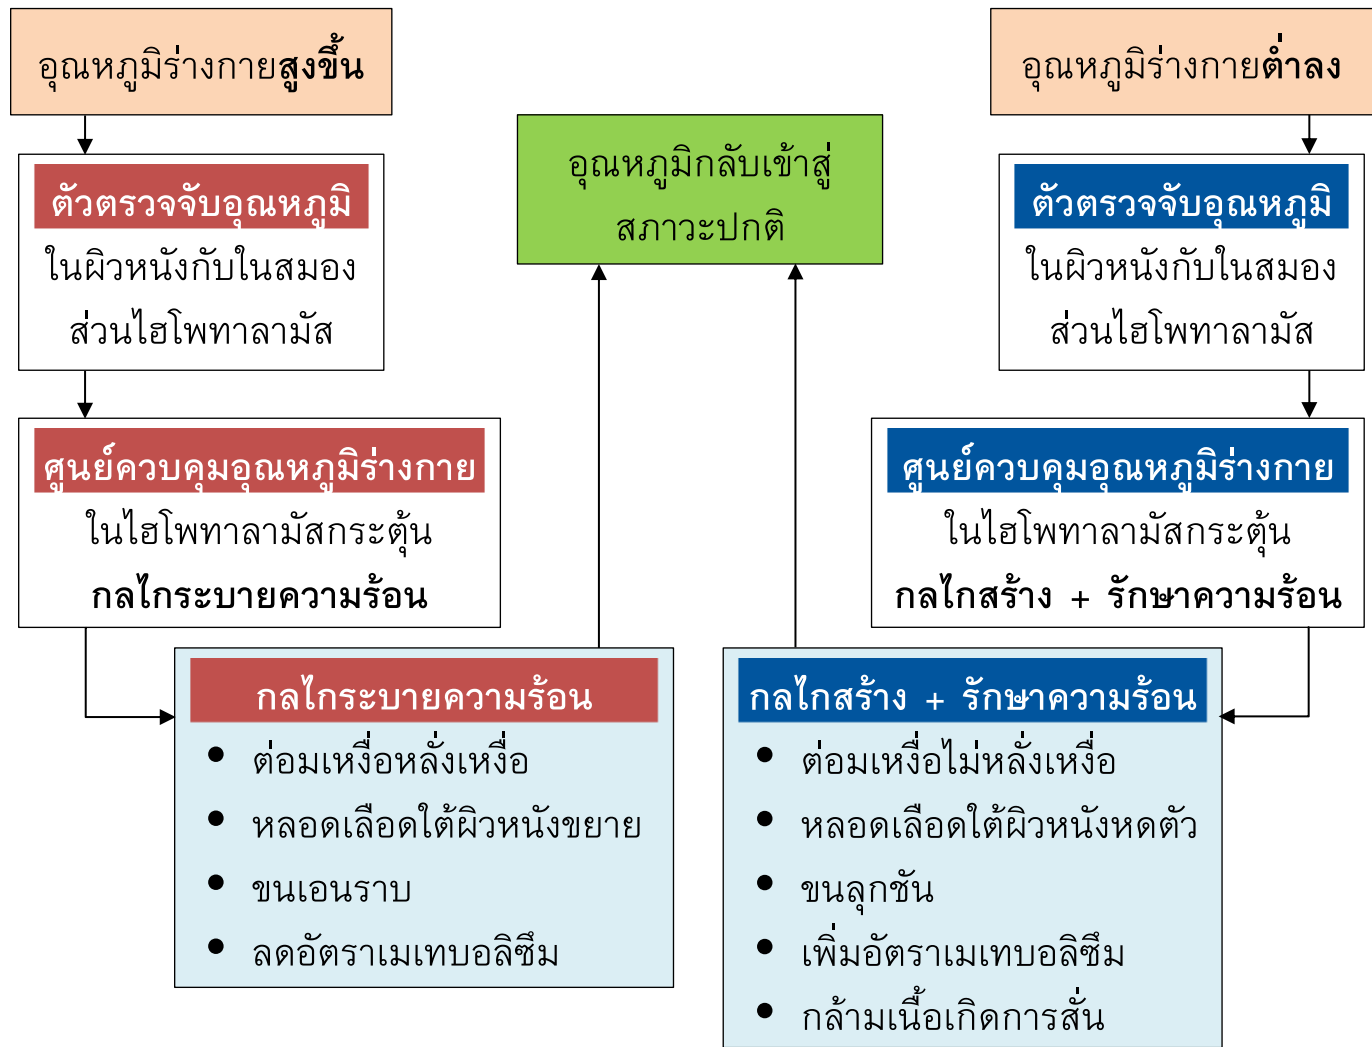 อุณหภูมิร่างกายสูงขึ้น
ตัวตรวจจับอุณหภูมิ
ในผิวหนังกับในสมอง
ส่วนไฮโพทาลามัส
ศูนย์ควบคุมอุณหภูมิร่างกาย
ในไฮโพทาลามัสกระตุ้น
กลไกระบายความร้อน
กลไกระบายความร้อน
• ต่อมเหงื่อหลั่งเหงื่อ
• หลอดเลือดใต้ผิวหนังขยาย
• ขนเอนราบ
• ลดอัตราเมเทบอลิซึม
อุณหภูมิกลับเข้าสู่
สภาวะปกติ
อุณหภูมิร่างกายต่ำลง
ตัวตรวจจับอุณหภูมิ
ในผิวหนังกับในสมอง
ส่วนไฮโพทาลามัส
ศูนย์ควบคุมอุณหภูมิร่างกาย
ในไฮโพทาลามัสกระตุ้น
กลไกสร้าง + รักษาความร้อน
กลไกสร้าง + รักษาความร้อน
• ต่อมเหงื่อไม่หลั่งเหงื่อ
• หลอดเลือดใต้ผิวหนังหดตัว
• ขนลุกชัน
• เพิ่มอัตราเมเทบอลิซึม
• กล้ามเนื้อเกิดการสั่น